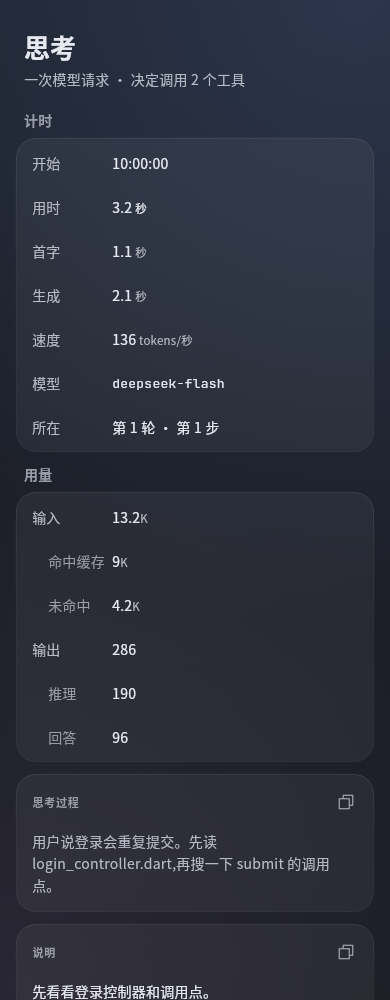 思考
一次模型请求 · 决定调用 2 个工具
计时
开始 10:00:00
用时 3.2 秒
首字 1.1 秒
生成 2.1 秒
速度 136 tokens/秒
模型 deepseek-flash
所在 第 1 轮 · 第 1 步
用量
输入 13.2K
命中缓存 9K
未命中 4.2K
输出 286
推理 190
回答 96
思考过程
用户说登录会重复提交。先读
login_controller.dart,再搜一下 submit 的调用
点。
说明
先看看登录控制器和调用点。